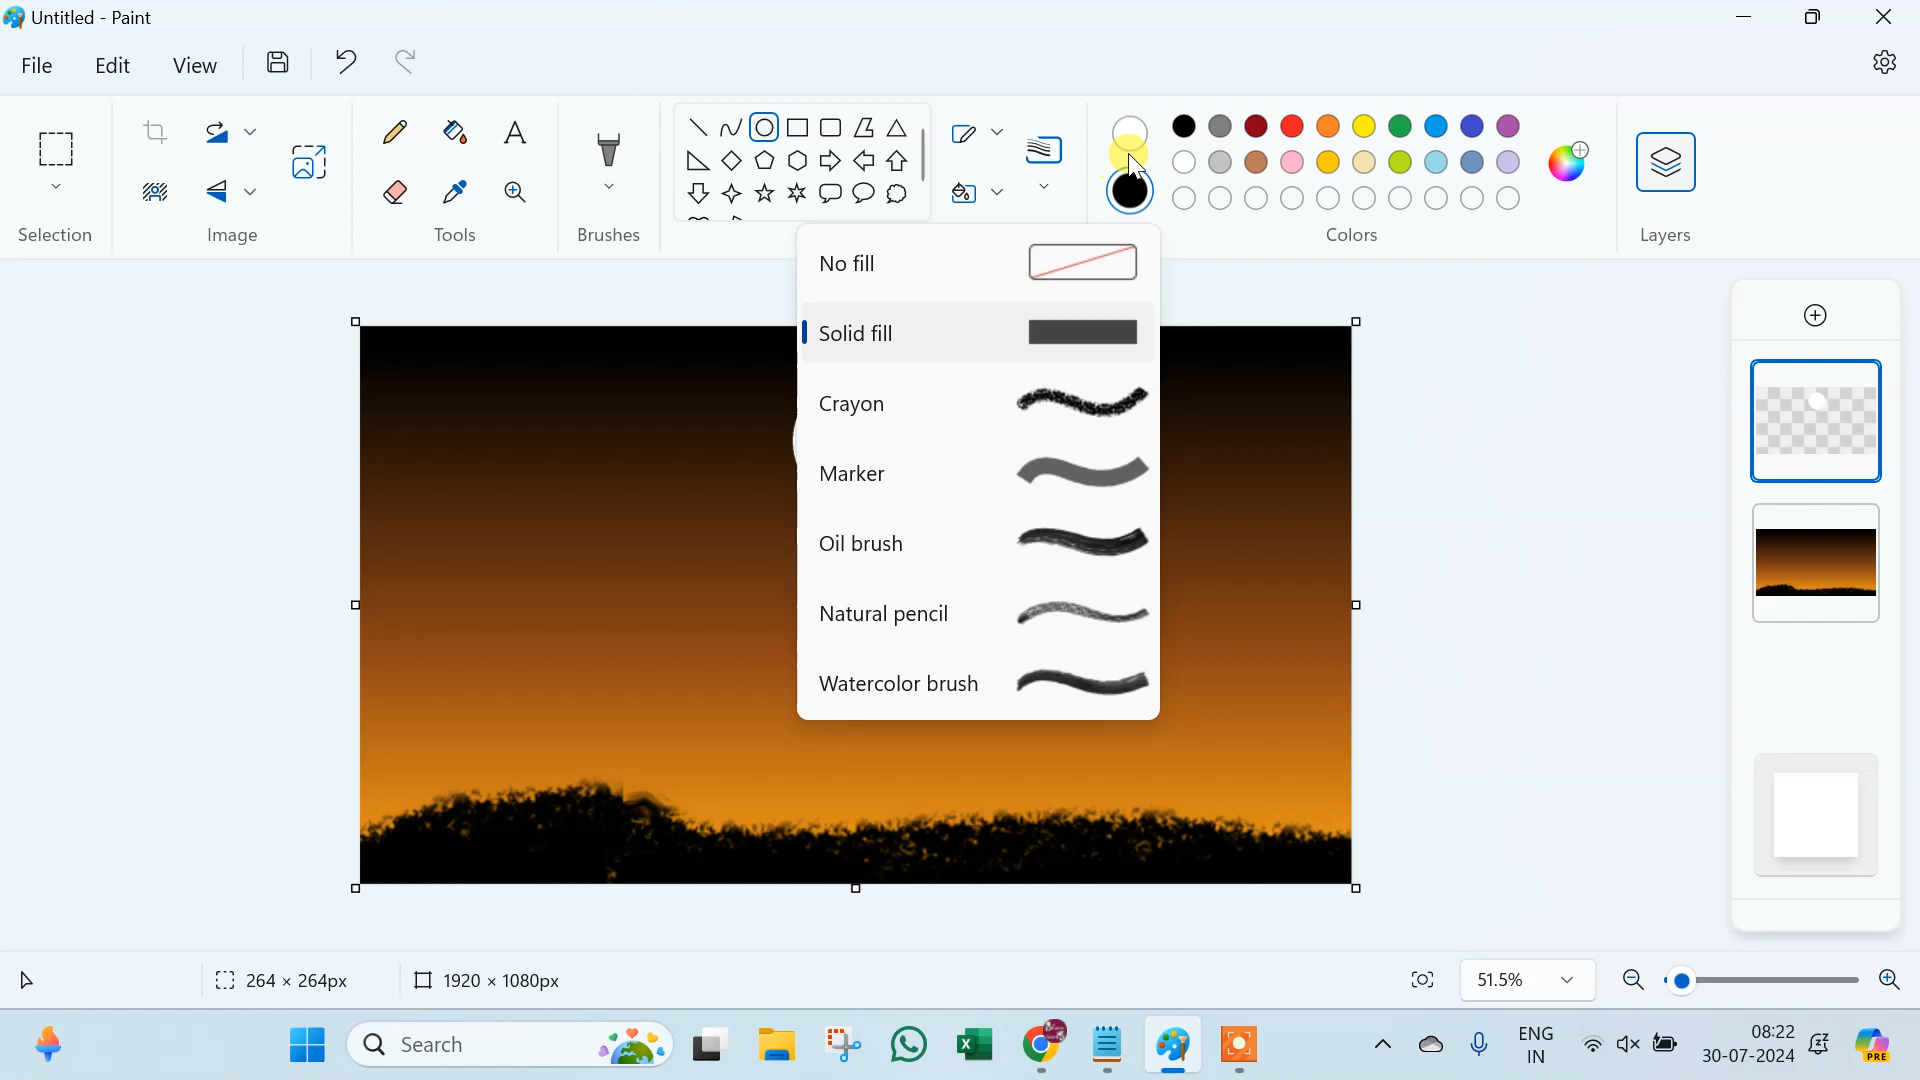 Untitled - Paint
File Edit View
Selection Image Tools Brushes Colors Layers
No fill
Solid fill
Crayon
Marker
Oil brush
Natural pencil
Watercolor brush
264 × 264px 1920 × 1080px 51.5%
Search ENG 08:22
IN 30-07-2024 PRE